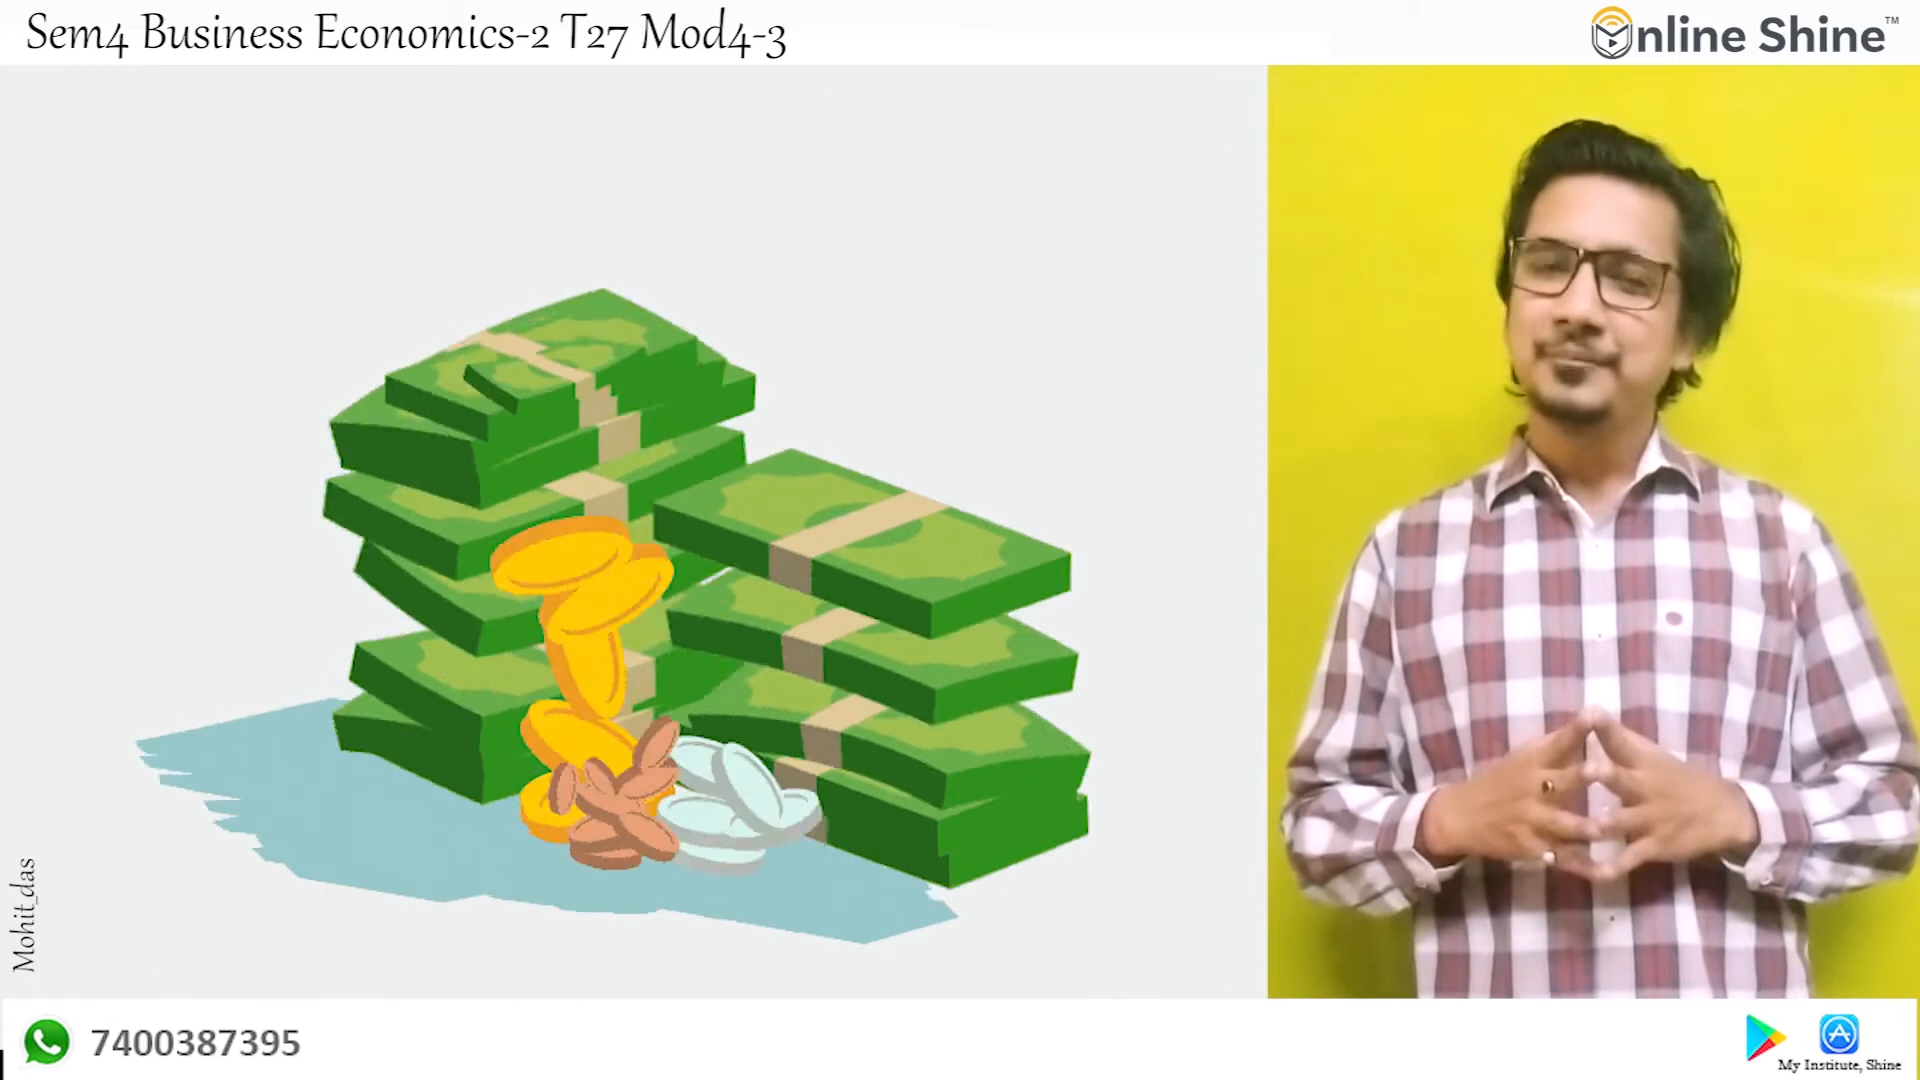 Sem4 Business Economics-2 T27 Mod4-3
Online Shine™
Mohit_das
7400387395
My Institute, Shine